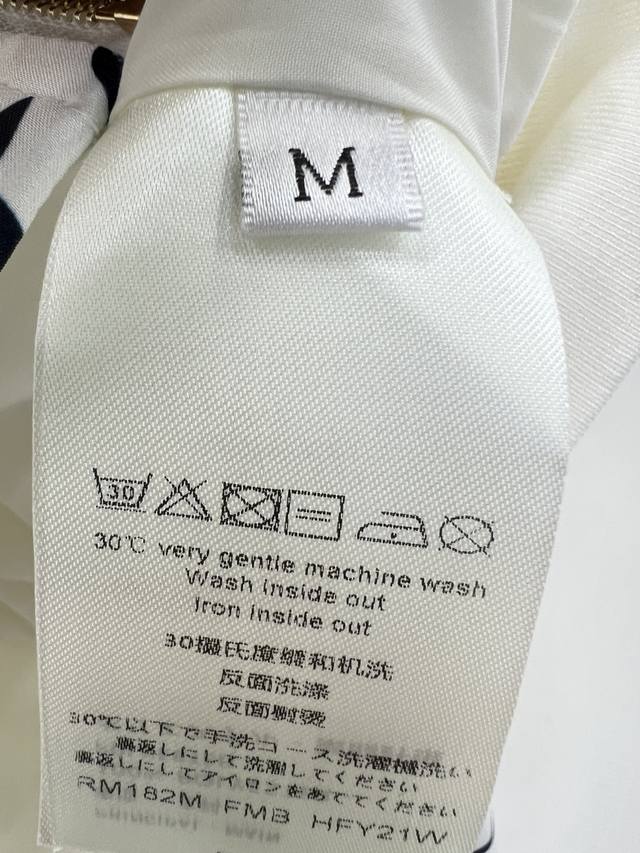 M
30
30℃ very gentle machine wash
Wash inside out
Iron inside out
30摄氏度缓和机洗
反面洗涤
反面熨烫
30℃以下で手洗コース洗濯機洗い
裏返しにして洗濯してください
裏返しにしてアイロンをあててください
RM182M FMB HFY21W